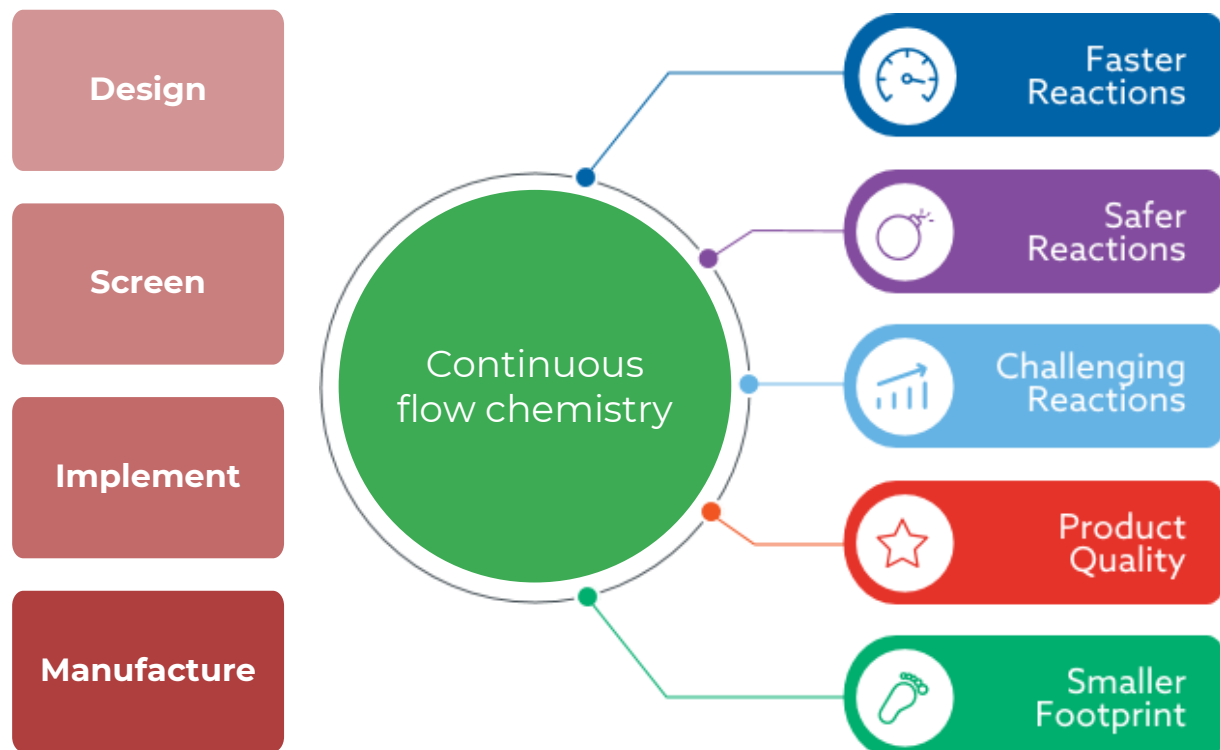 Design
Screen
Implement
Manufacture
Continuous
flow chemistry
Faster
Reactions
Safer
Reactions
Challenging
Reactions
Product
Quality
Smaller
Footprint